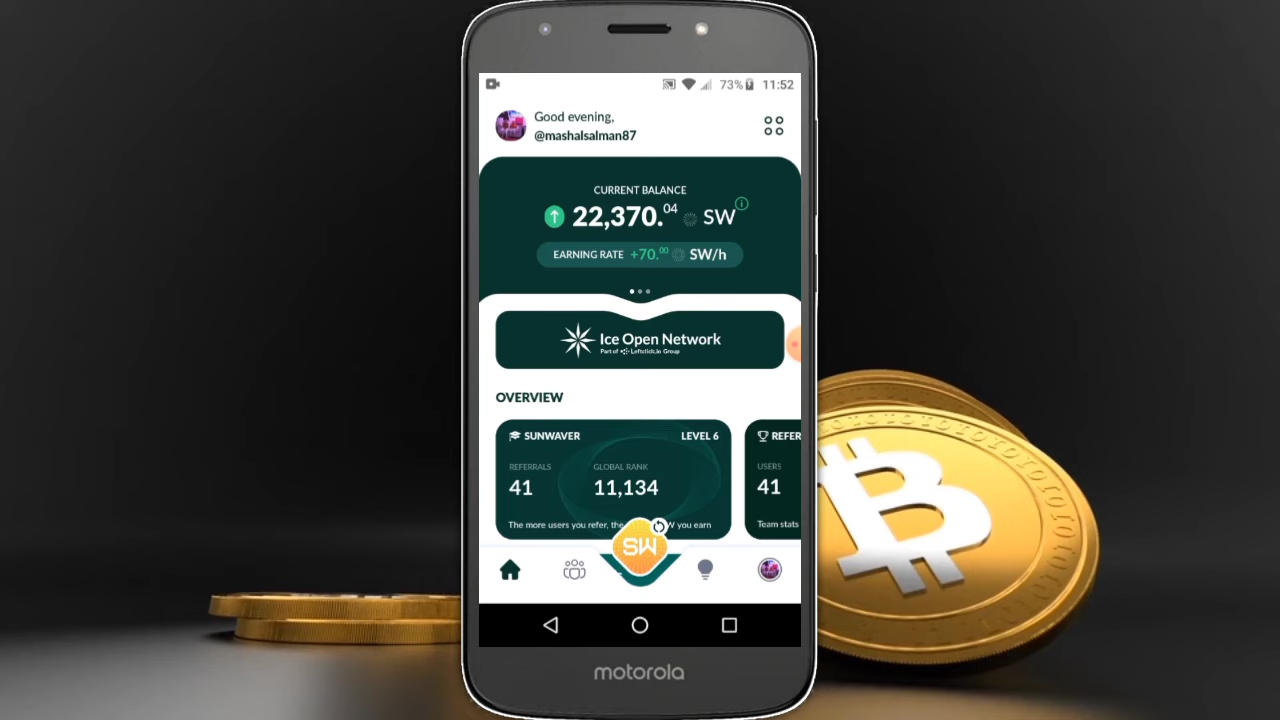 73% 11:52
Good evening,
@mashalsalman87
CURRENT BALANCE
22,370.04 SW
EARNING RATE +70.00 SW/h
Ice Open Network
Part of Leftclick.io Group
OVERVIEW
SUNWAVER LEVEL 6
REFERRALS GLOBAL RANK
41 11,134
The more users you refer, the W you earn
REFER
USERS
41
Team stats
SW
motorola